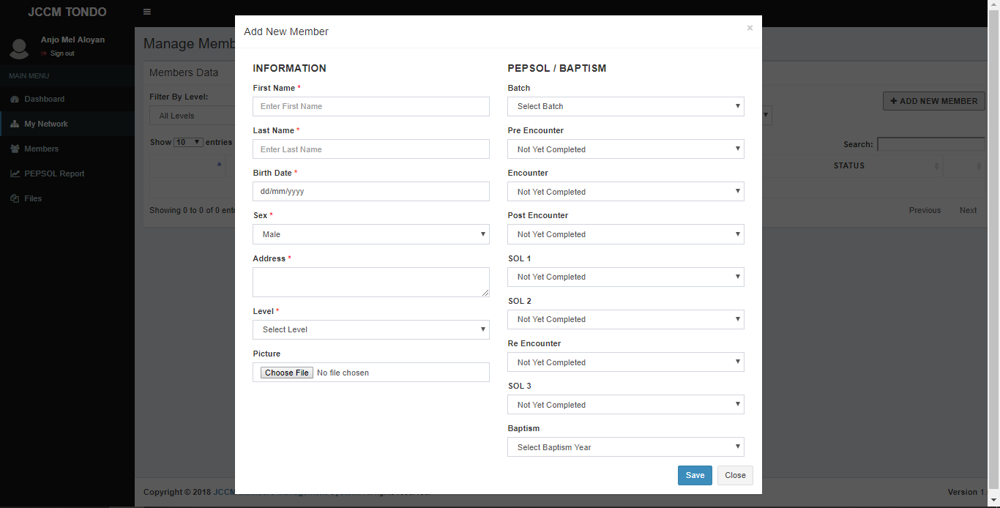 JCCM TONDO
Anjo Mel Aloyan
Sign out
MAIN MENU
Dashboard
My Network
Members
PEPSOL Report
Files
Manage Memb
Members Data
Filter By Level:
All Levels
ADD NEW MEMBER
Show 10 entries
Search:
STATUS
Showing 0 to 0 of 0 entr
Previous Next
Add New Member
×
INFORMATION
First Name *
Enter First Name
Last Name *
Enter Last Name
Birth Date *
dd/mm/yyyy
Sex *
Male
Address *
Level *
Select Level
Picture
Choose File No file chosen
PEPSOL / BAPTISM
Batch
Select Batch
Pre Encounter
Not Yet Completed
Encounter
Not Yet Completed
Post Encounter
Not Yet Completed
SOL 1
Not Yet Completed
SOL 2
Not Yet Completed
Re Encounter
Not Yet Completed
SOL 3
Not Yet Completed
Baptism
Select Baptism Year
Save Close
Copyright © 2018 JCCM
Version 1.